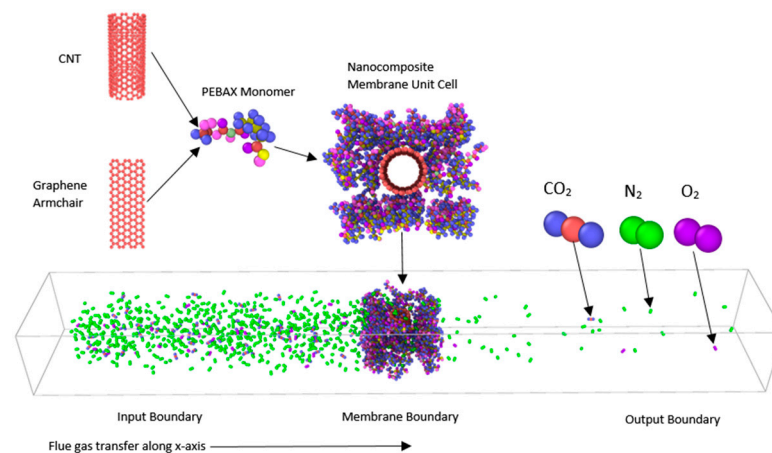 CNT
PEBAX Monomer
Nanocomposite
Membrane Unit Cell
Graphene
Armchair
CO₂
N₂
O₂
Input Boundary
Membrane Boundary
Output Boundary
Flue gas transfer along x-axis